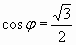 cos φ = √3/2